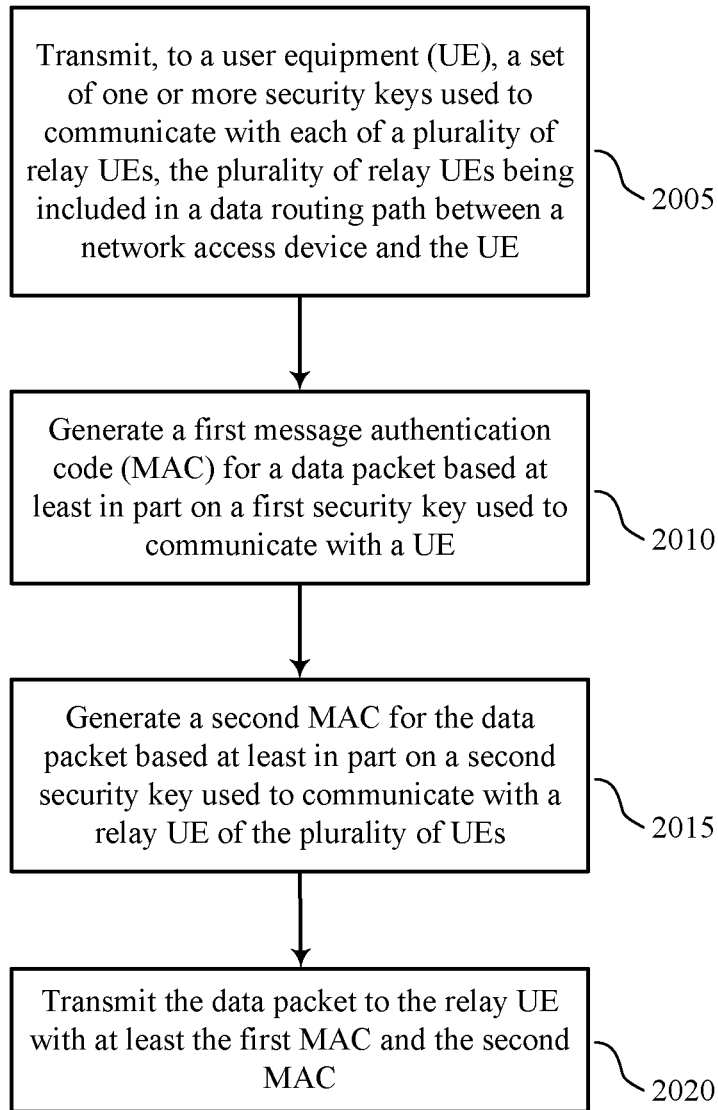 Transmit, to a user equipment (UE), a set
of one or more security keys used to
communicate with each of a plurality of
relay UEs, the plurality of relay UEs being
included in a data routing path between a
network access device and the UE
2005
Generate a first message authentication
code (MAC) for a data packet based at
least in part on a first security key used to
communicate with a UE
2010
Generate a second MAC for the data
packet based at least in part on a second
security key used to communicate with a
relay UE of the plurality of UEs
2015
Transmit the data packet to the relay UE
with at least the first MAC and the second
MAC
2020